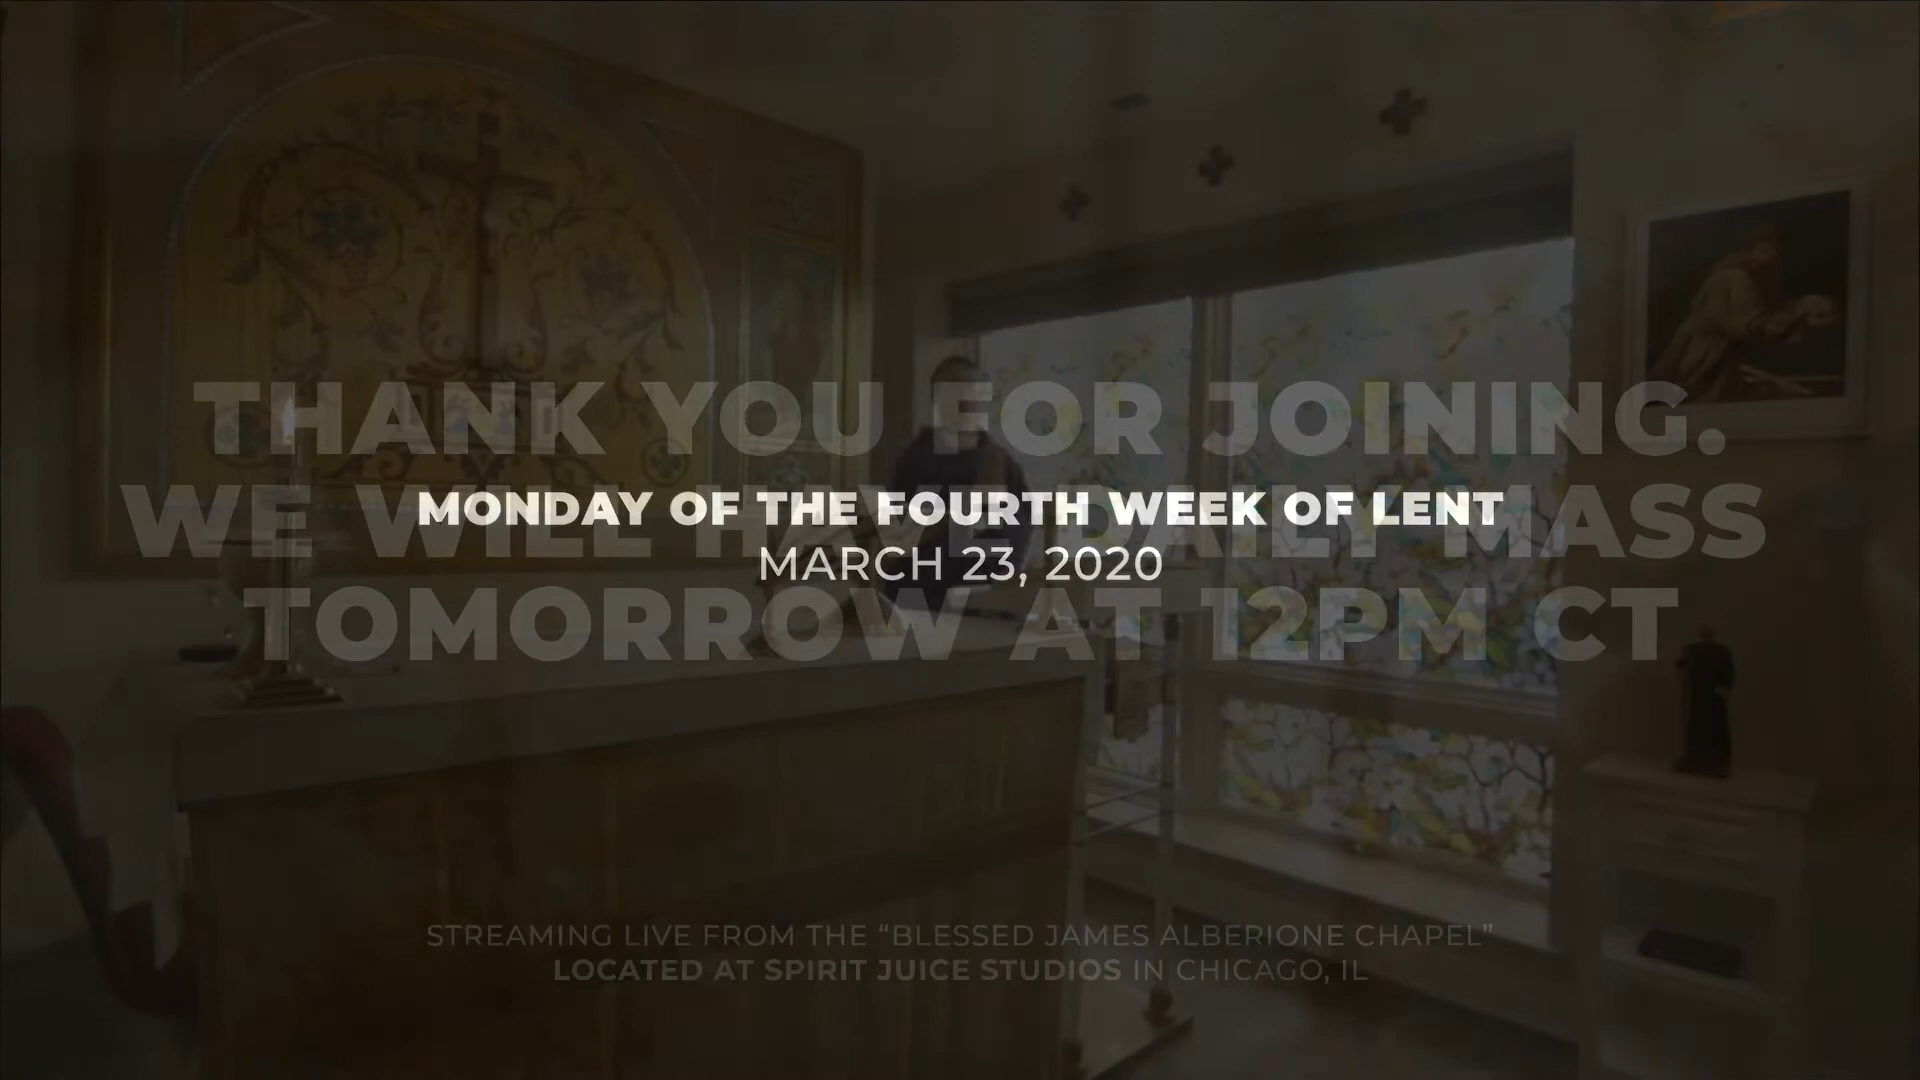 THANK YOU FOR JOINING.
WE WILL HAVE DAILY MASS
MONDAY OF THE FOURTH WEEK OF LENT
MARCH 23, 2020
TOMORROW AT 12PM CT
STREAMING LIVE FROM THE “BLESSED JAMES ALBERIONE CHAPEL”
LOCATED AT SPIRIT JUICE STUDIOS IN CHICAGO, IL